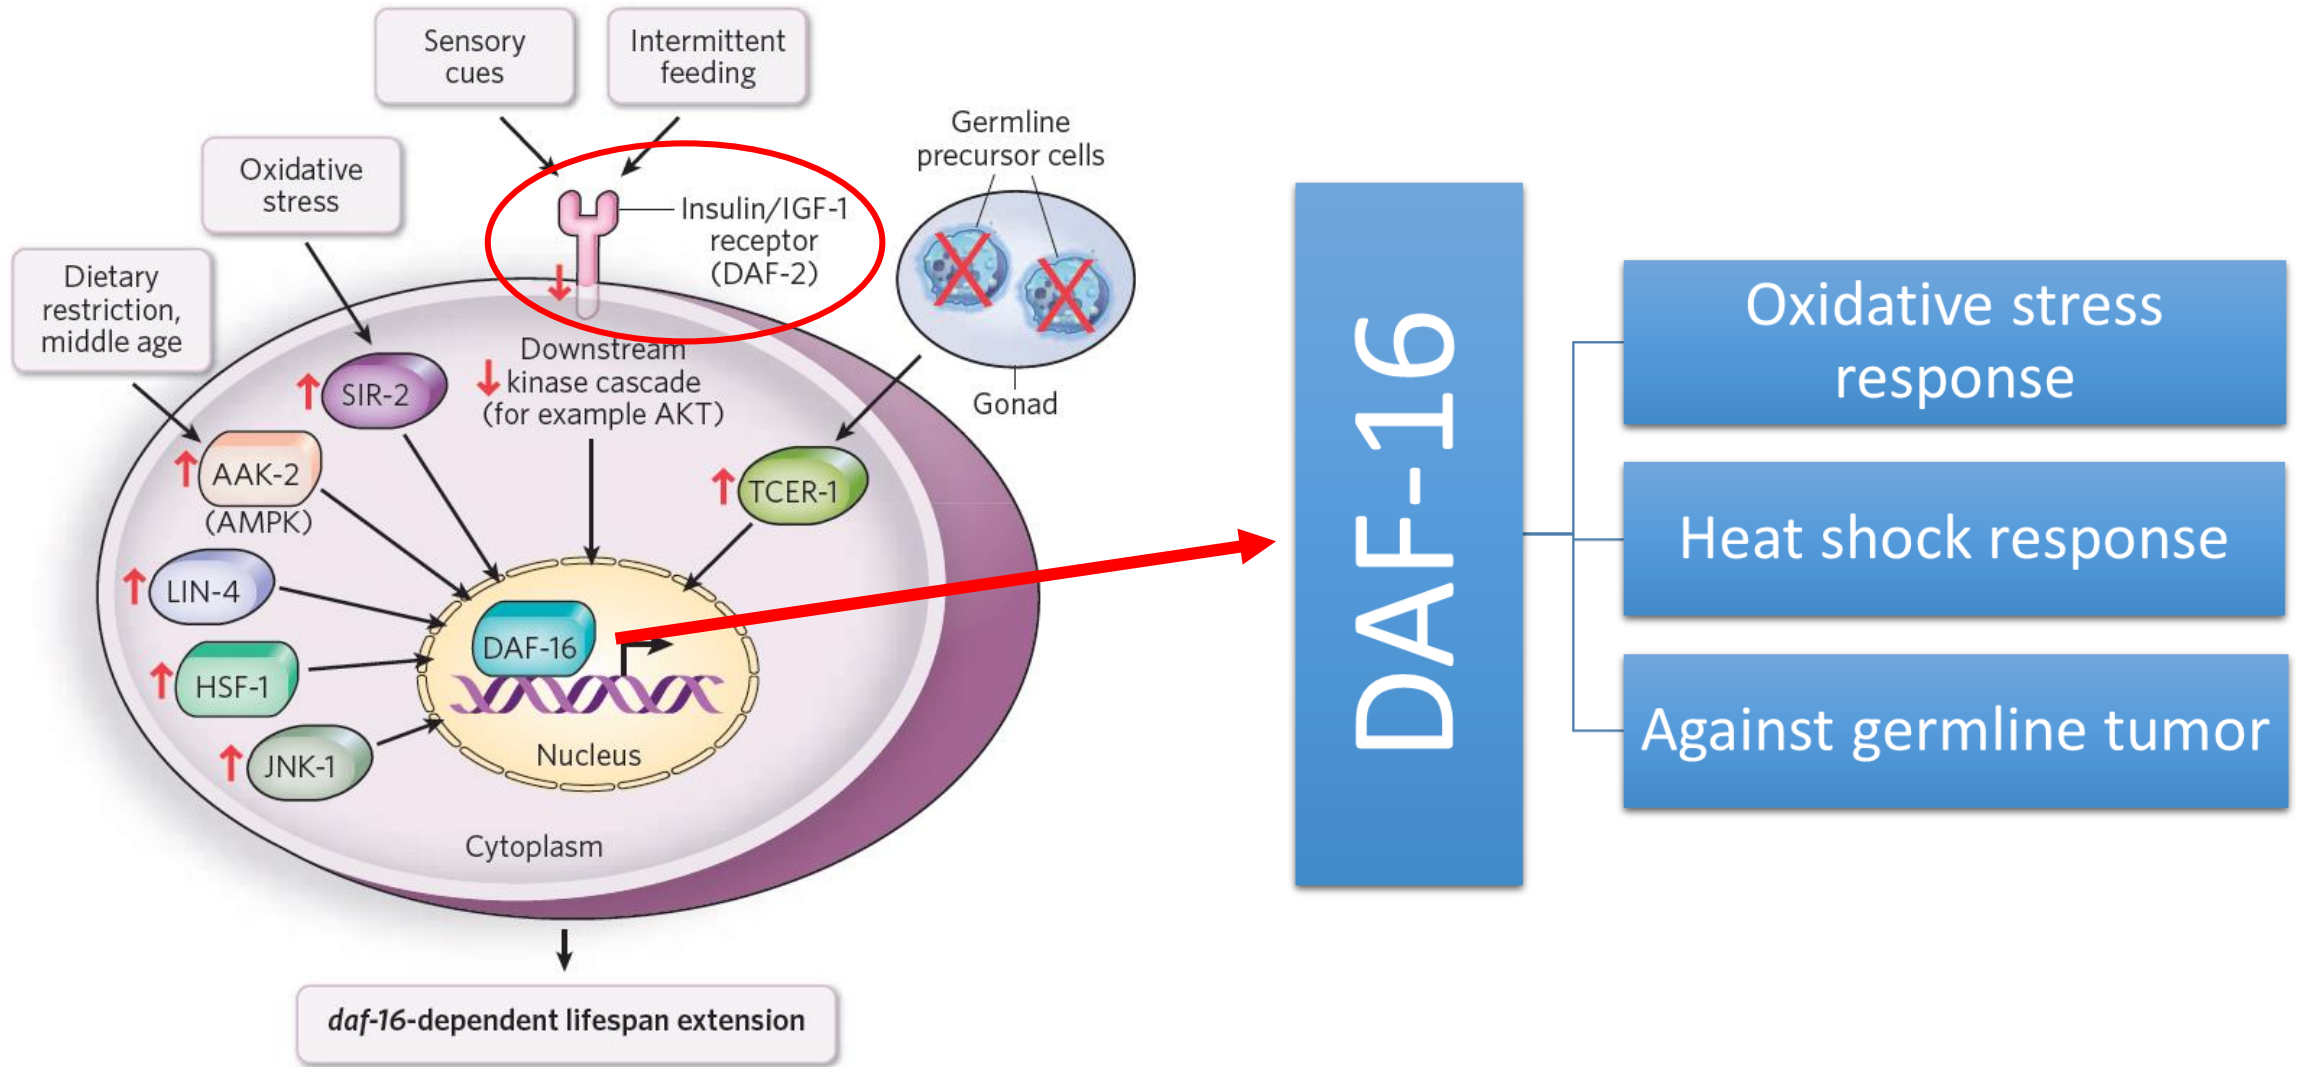 Sensory
cues
Intermittent
feeding
Germline
precursor cells
Oxidative
stress
Insulin/IGF-1
receptor
(DAF-2)
Dietary
restriction,
middle age
Downstream
kinase cascade
(for example AKT)
Gonad
SIR-2
AAK-2
(AMPK)
TCER-1
LIN-4
HSF-1
JNK-1
DAF-16
Nucleus
Cytoplasm
daf-16-dependent lifespan extension
DAF-16
Oxidative stress
response
Heat shock response
Against germline tumor